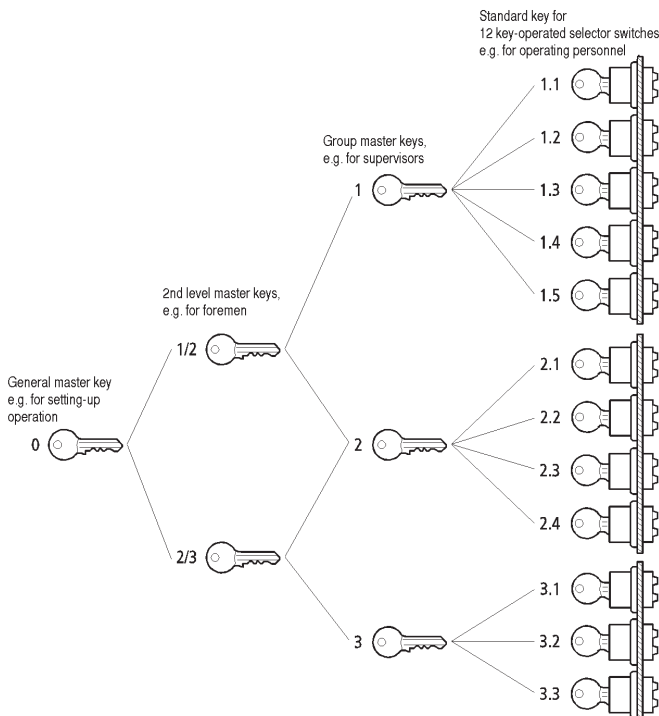 Standard key for
12 key-operated selector switches
e.g. for operating personnel
1.1
1.2
Group master keys,
e.g. for supervisors
1
1.3
1.4
1.5
2nd level master keys,
e.g. for foremen
1/2
2.1
General master key
e.g. for setting-up
operation
0
2
2.2
2.3
2.4
2/3
3.1
3
3.2
3.3